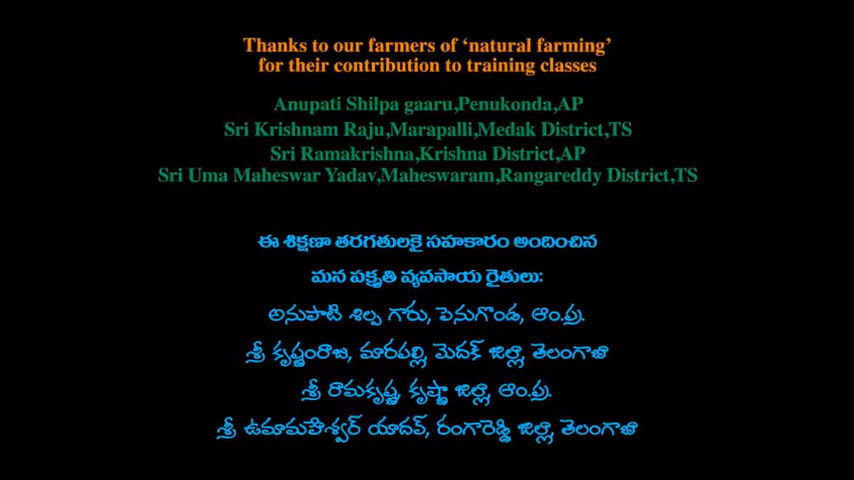 Thanks to our farmers of ‘natural farming’
for their contribution to training classes
Anupati Shilpa gaaru,Penukonda,AP
Sri Krishnam Raju,Marapalli,Medak District,TS
Sri Ramakrishna,Krishna District,AP
Sri Uma Maheswar Yadav,Maheswaram,Rangareddy District,TS
ఈ శిక్షణా తరగతులకై సహకారం అందించిన
మన పకృతి వ్యవసాయ రైతులు:
అనుపాటి శిల్ప గారు, పెనుగొండ, ఆం.ప్ర.
శ్రీ కృష్ణంరాజు, మారపల్లి, మెదక్ జిల్లా, తెలంగాణా
శ్రీ రామకృష్ణ, కృష్ణా జిల్లా, ఆం.ప్ర.
శ్రీ ఉమామహేశ్వర్ యాదవ్, రంగారెడ్డి జిల్లా, తెలంగాణా